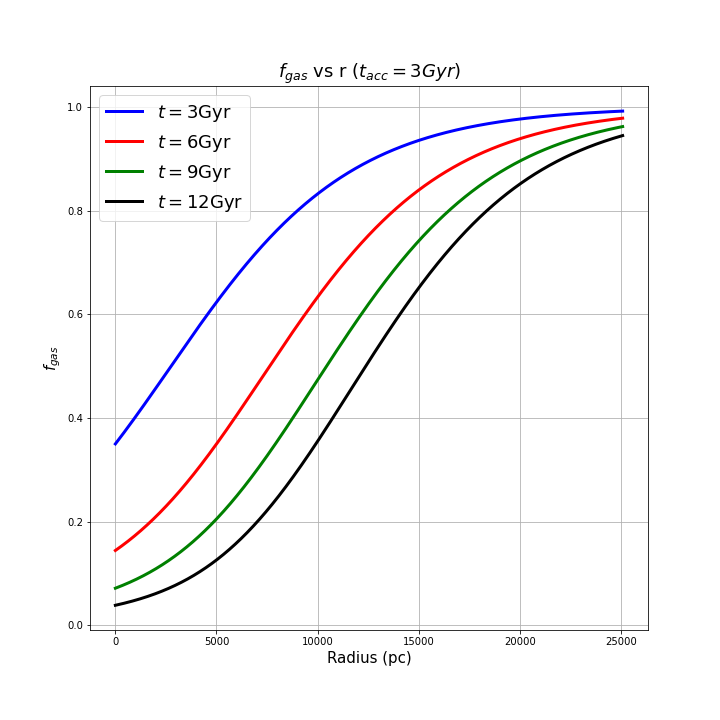 f_gas vs r (t_acc = 3Gyr)
t = 3Gyr
t = 6Gyr
t = 9Gyr
t = 12Gyr
1.0
0.8
0.6
0.4
0.2
0.0
f_gas
0 5000 10000 15000 20000 25000
Radius (pc)